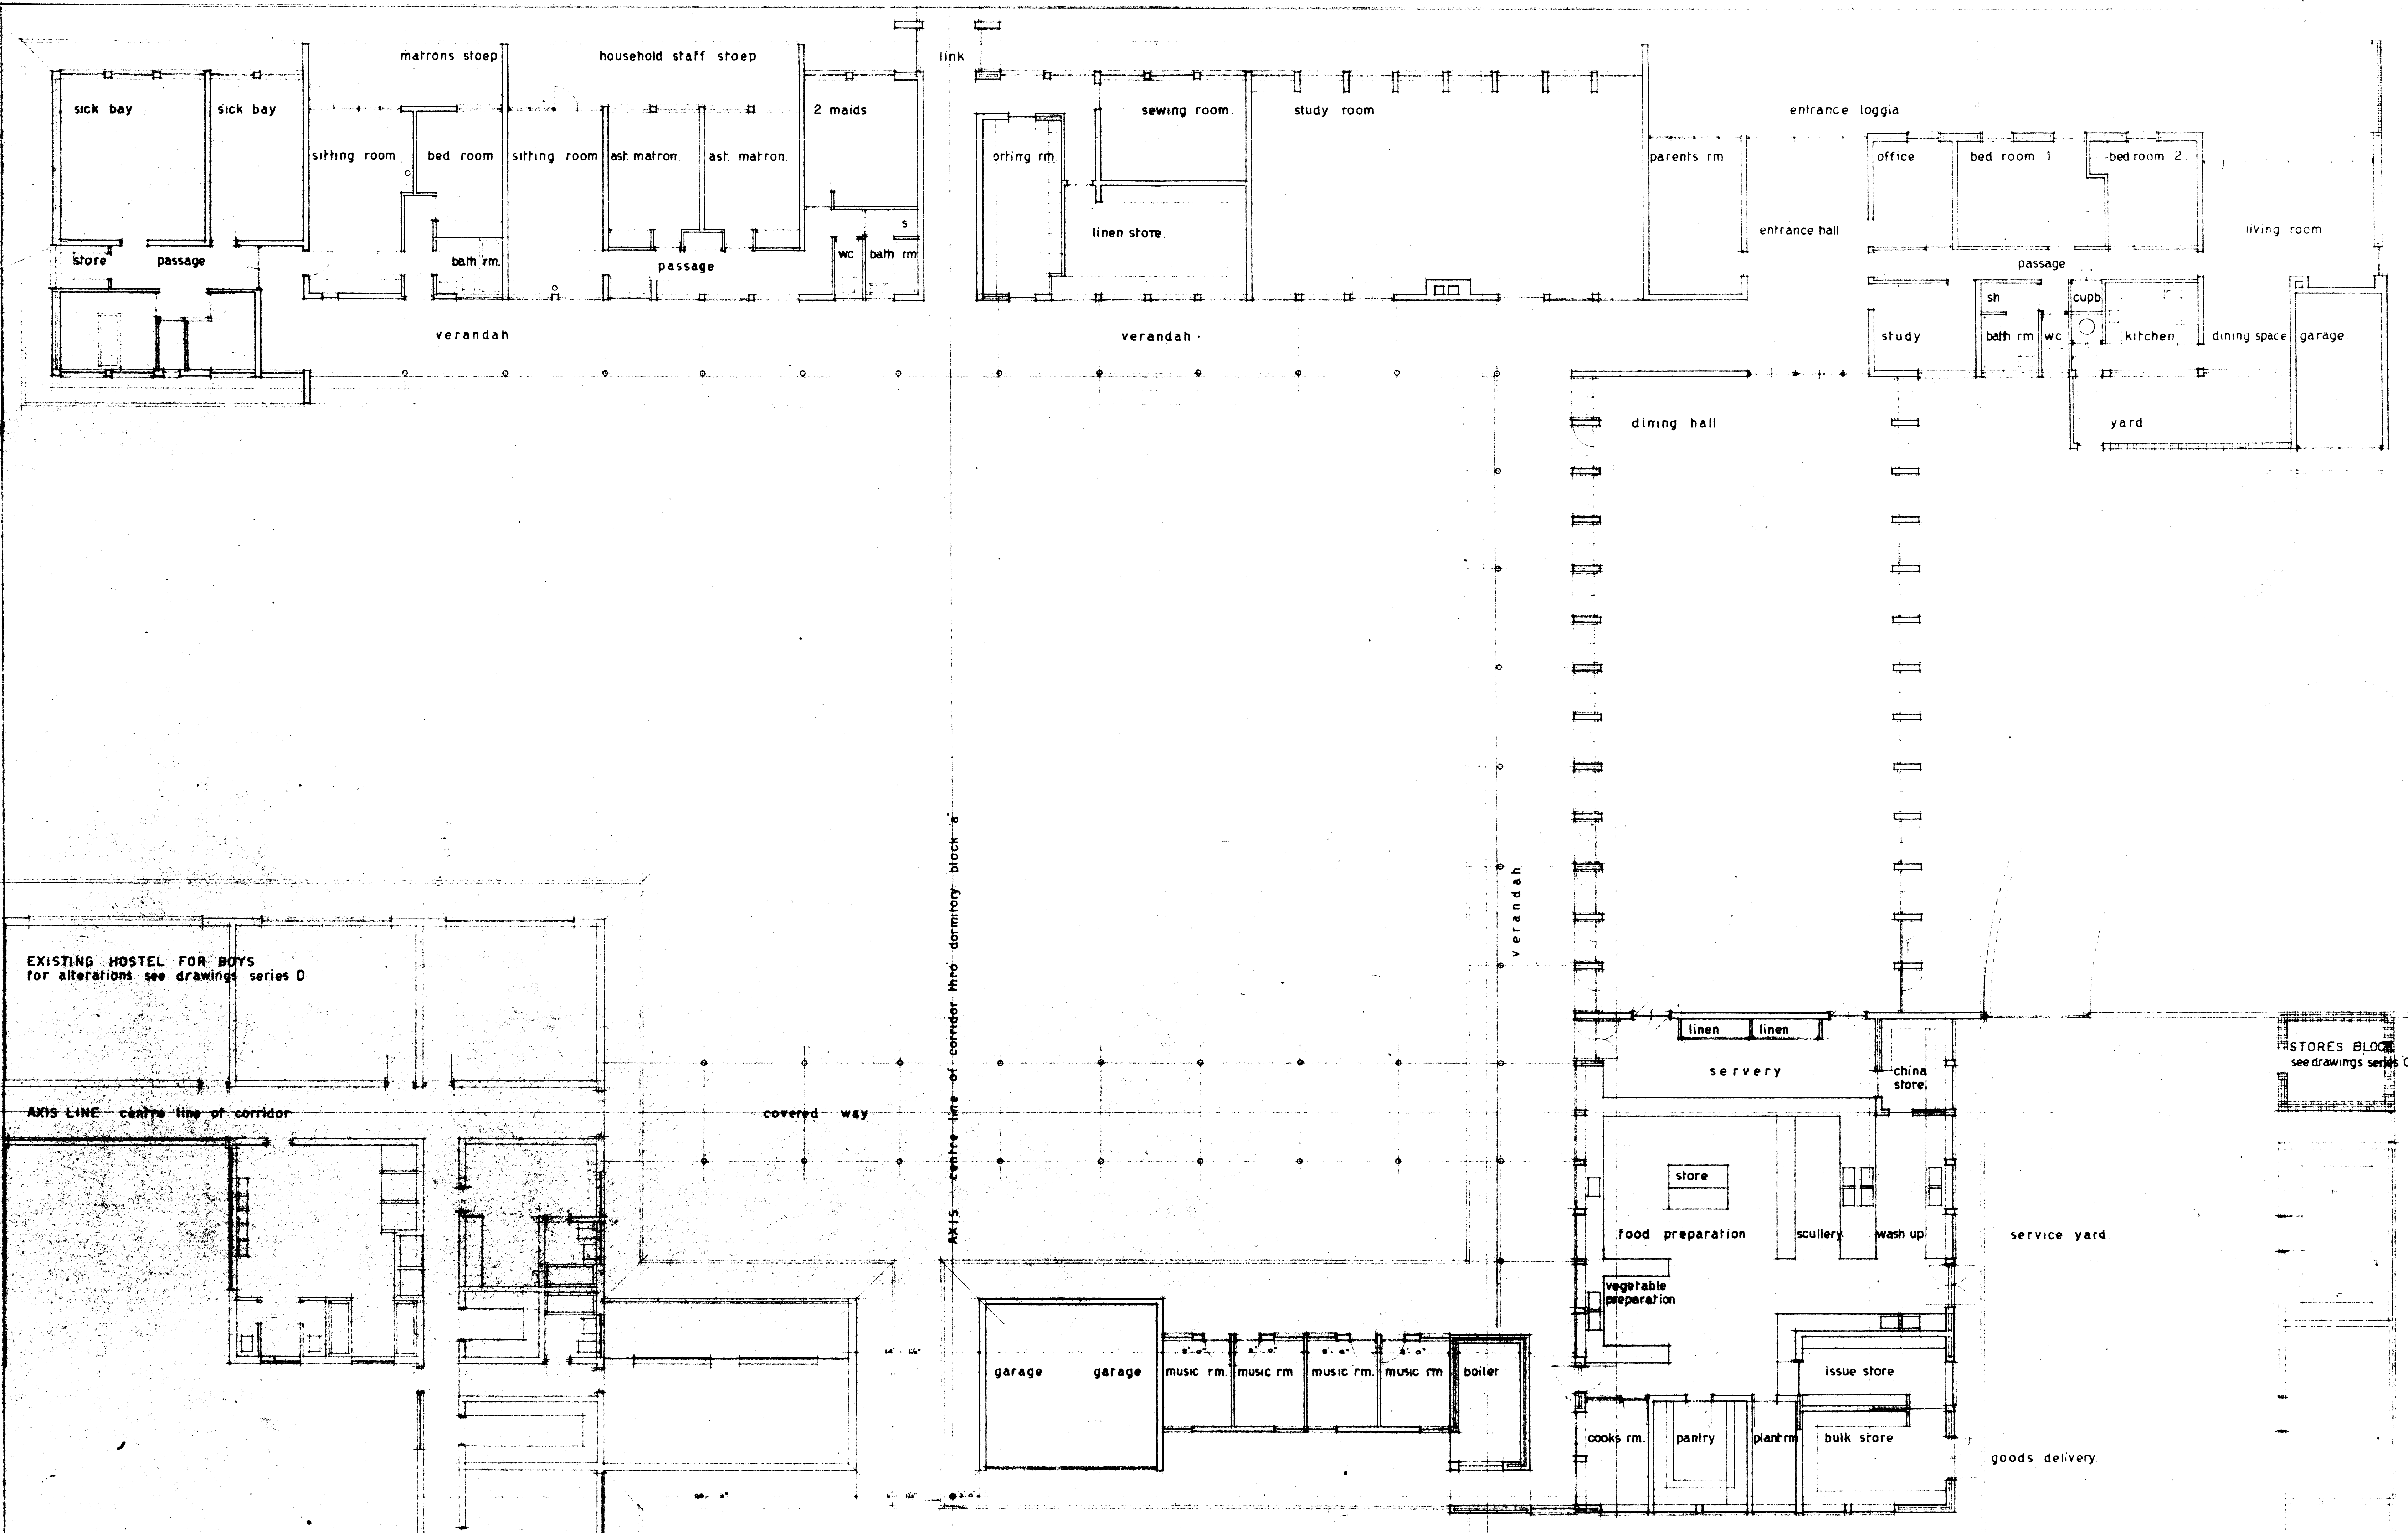 matrons stoep
household staff stoep
link
sick bay
sick bay
2 maids
sewing room.
study room
entrance loggia
sitting room
bed room
sitting room
ast. matron.
ast. matron.
orting rm.
parents rm
office
bed room 1
bed room 2
s
linen store.
entrance hall
living room
store
passage
bath rm.
passage
wc
bath rm
passage
sh
cupb
verandah
verandah
study
bath rm
wc
kitchen
dining space
garage
dining hall
yard
AXIS centre line of corridor thro dormitory block a
verandah
EXISTING HOSTEL FOR BOYS
for alterations see drawings series D
linen
linen
STORES BLOCK
see drawings series C
servery
china
store
AXIS LINE centre line of corridor
covered way
store
food preparation
scullery
wash up
service yard.
vegetable
preparation
garage
garage
music rm.
music rm
music rm.
music rm
boiler
issue store
cooks rm.
pantry
plant rm
bulk store
goods delivery.